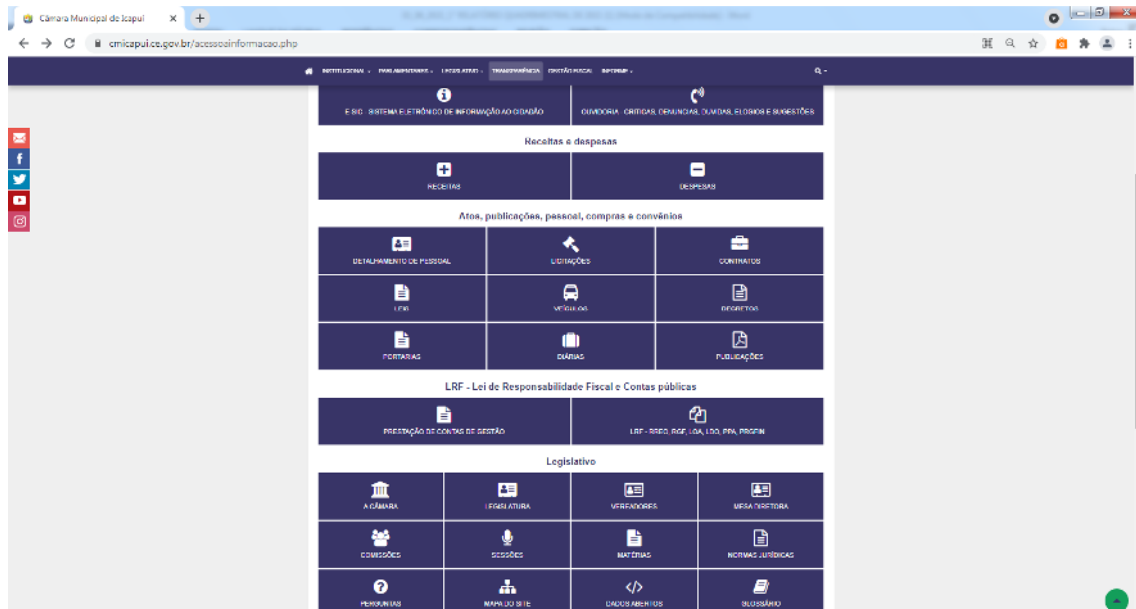 Câmara Municipal de Icapuí
cmicapui.ce.gov.br/acessoainformacao.php
INSTITUCIONAL PARLAMENTARES LEGISLATIVO TRANSPARÊNCIA GESTÃO FISCAL INFORME
E-SIC - SISTEMA ELETRÔNICO DE INFORMAÇÃO AO CIDADÃO
OUVIDORIA - CRITICAS, DENUNCIAS, DUVIDAS, ELOGIOS E SUGESTÕES
Receitas e despesas
RECEITAS
DESPESAS
Atos, publicações, pessoal, compras e convênios
DETALHAMENTO DE PESSOAL
LICITAÇÕES
CONTRATOS
LEIS
VEÍCULOS
DECRETOS
PORTARIAS
DIÁRIAS
PUBLICAÇÕES
LRF - Lei de Responsabilidade Fiscal e Contas públicas
PRESTAÇÃO DE CONTAS DE GESTÃO
LRF - RREO, RGF, LOA, LDO, PPA, PRGFIN
Legislativo
A CÂMARA
LEGISLATURA
VEREADORES
MESA DIRETORA
COMISSÕES
SESSÕES
MATÉRIAS
NORMAS JURÍDICAS
PERGUNTAS
MAPA DO SITE
DADOS ABERTOS
GLOSSÁRIO